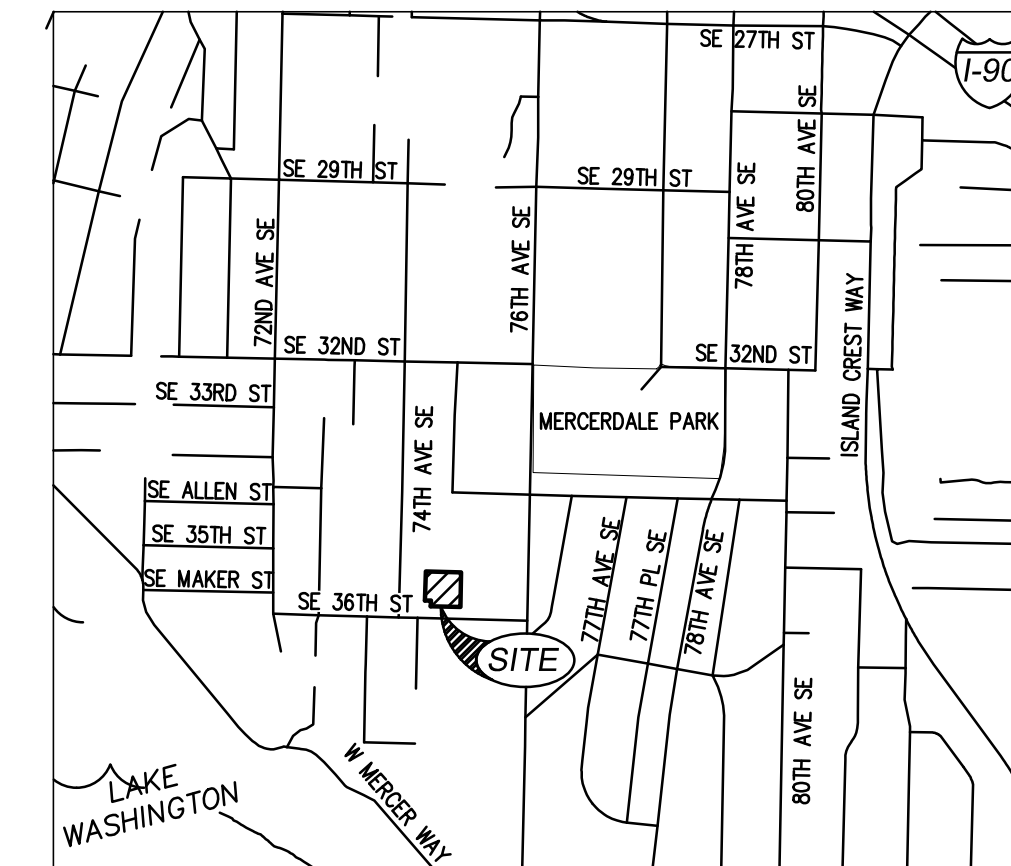 SE 27TH ST
I-90
80TH AVE SE
SE 29TH ST
SE 29TH ST
78TH AVE SE
72ND AVE SE
76TH AVE SE
ISLAND CREST WAY
SE 32ND ST
SE 32ND ST
SE 33RD ST
MERCERDALE PARK
74TH AVE SE
SE ALLEN ST
SE 35TH ST
SE MAKER ST
77TH AVE SE
77TH PL SE
78TH AVE SE
SE 36TH ST
SITE
80TH AVE SE
W MERCER WAY
LAKE
WASHINGTON